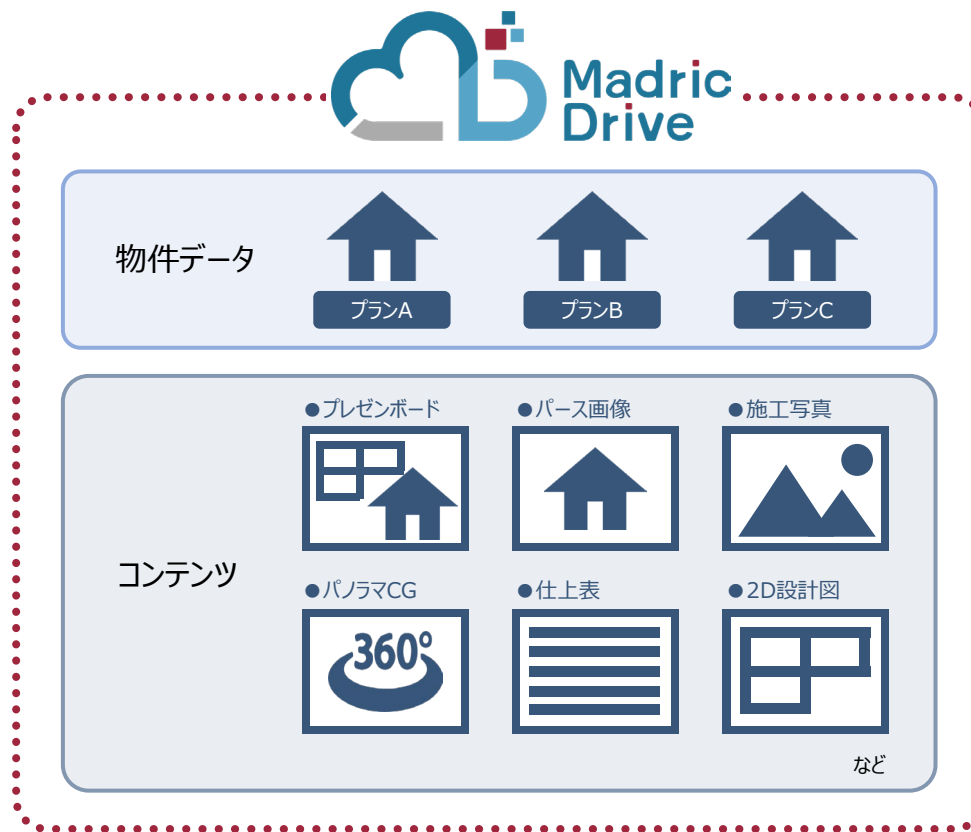 Madric
Drive
物件データ
プランA
プランB
プランC
コンテンツ
●プレゼンボード
●パース画像
●施工写真
●パノラマCG
360°
●仕上表
●2D設計図
など